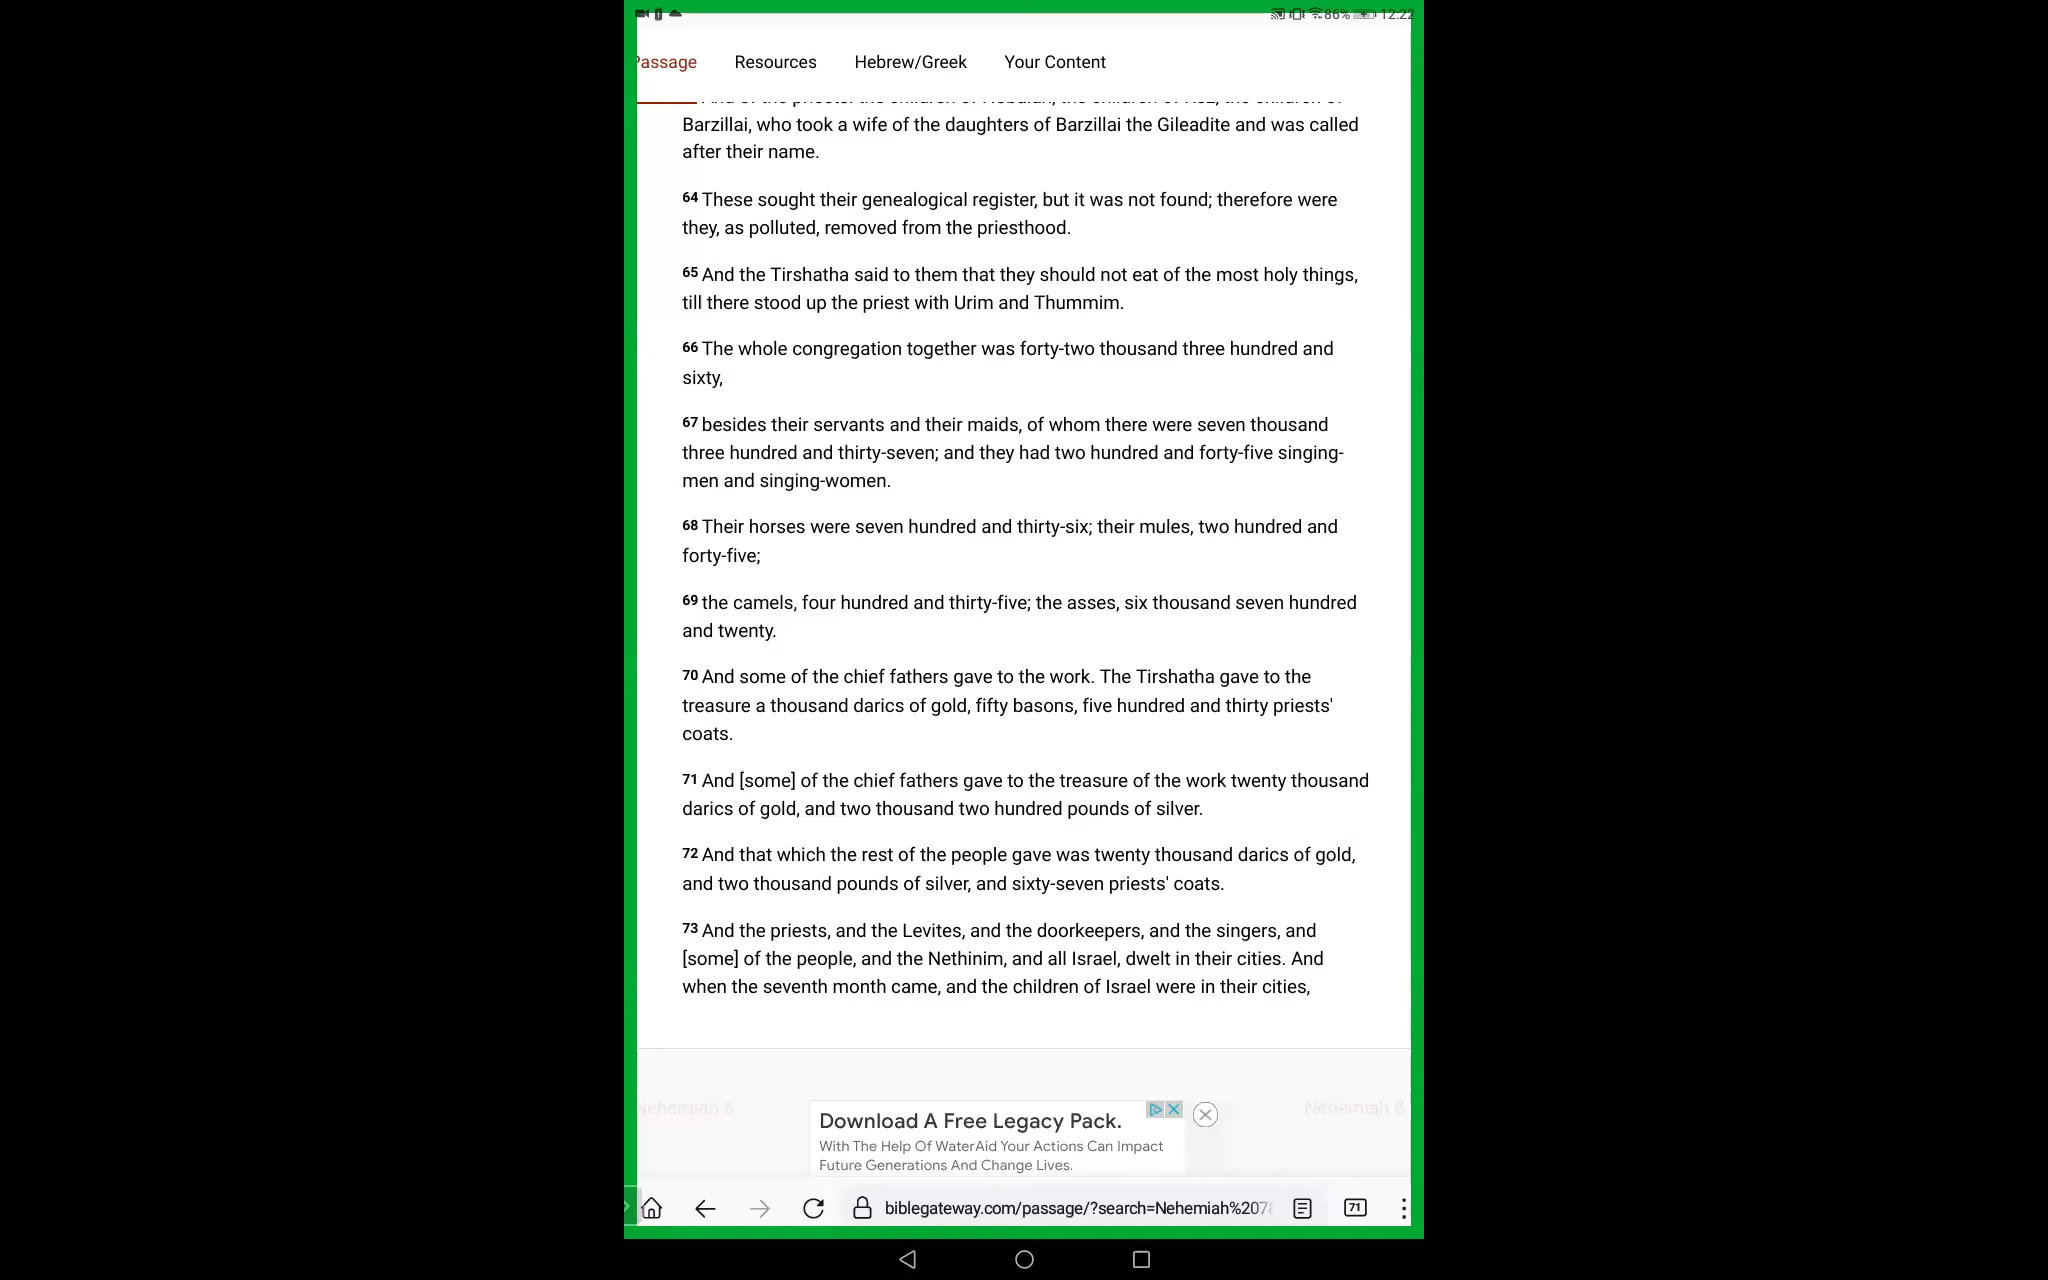 86% 12:22
Passage Resources Hebrew/Greek Your Content
Barzillai, who took a wife of the daughters of Barzillai the Gileadite and was called
after their name.
64 These sought their genealogical register, but it was not found; therefore were
they, as polluted, removed from the priesthood.
65 And the Tirshatha said to them that they should not eat of the most holy things,
till there stood up the priest with Urim and Thummim.
66 The whole congregation together was forty-two thousand three hundred and
sixty,
67 besides their servants and their maids, of whom there were seven thousand
three hundred and thirty-seven; and they had two hundred and forty-five singing-
men and singing-women.
68 Their horses were seven hundred and thirty-six; their mules, two hundred and
forty-five;
69 the camels, four hundred and thirty-five; the asses, six thousand seven hundred
and twenty.
70 And some of the chief fathers gave to the work. The Tirshatha gave to the
treasure a thousand darics of gold, fifty basons, five hundred and thirty priests'
coats.
71 And [some] of the chief fathers gave to the treasure of the work twenty thousand
darics of gold, and two thousand two hundred pounds of silver.
72 And that which the rest of the people gave was twenty thousand darics of gold,
and two thousand pounds of silver, and sixty-seven priests' coats.
73 And the priests, and the Levites, and the doorkeepers, and the singers, and
[some] of the people, and the Nethinim, and all Israel, dwelt in their cities. And
when the seventh month came, and the children of Israel were in their cities,
Nehemiah 6 Nehemiah 8
Download A Free Legacy Pack.
With The Help Of WaterAid Your Actions Can Impact
Future Generations And Change Lives.
biblegateway.com/passage/?search=Nehemiah%207 71